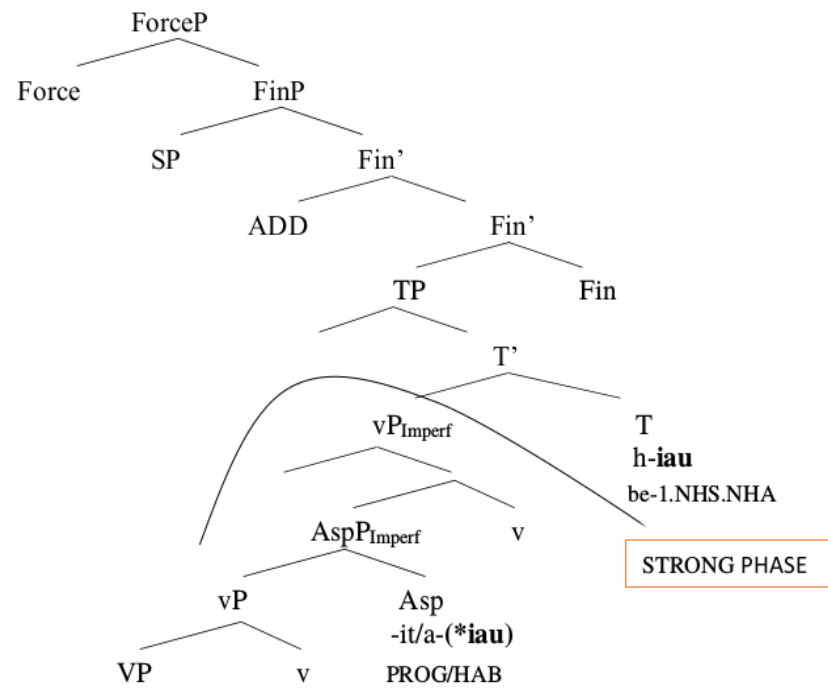 ForceP
Force FinP
SP Fin’
ADD Fin’
TP Fin
T’
vPImperf T
h-iau
be-1.NHS.NHA
AspPImperf v
STRONG PHASE
vP Asp
-it/a-(*iau)
VP v PROG/HAB